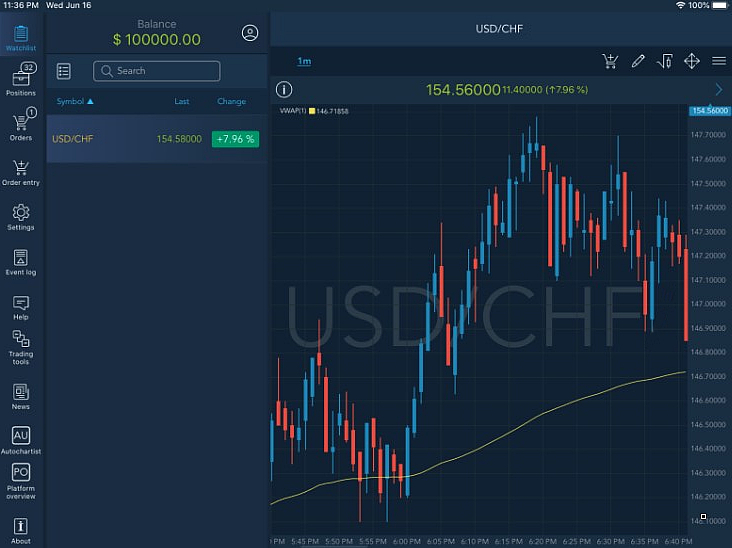 11:36 PM Wed Jun 16
100%
Watchlist
32
Positions
1
Orders
Order entry
Settings
Event log
Help
Trading
tools
News
AU
Autochartist
PO
Platform
overview
About
Balance
$ 100000.00
Search
Symbol ▲ Last Change
USD/CHF 154.58000 +7.96 %
USD/CHF
1m
154.56000 11.40000 (↑7.96 %)
VWAP(1) 146.71858
USD/CHF
154.56000
147.70000
147.60000
147.50000
147.40000
147.30000
147.20000
147.10000
147.00000
146.90000
146.80000
146.70000
146.60000
146.50000
146.40000
146.30000
146.20000
146.10000
PM 5:45 PM 5:50 PM 5:55 PM 6:00 PM 6:05 PM 6:10 PM 6:15 PM 6:20 PM 6:25 PM 6:30 PM 6:35 PM 6:40 PM